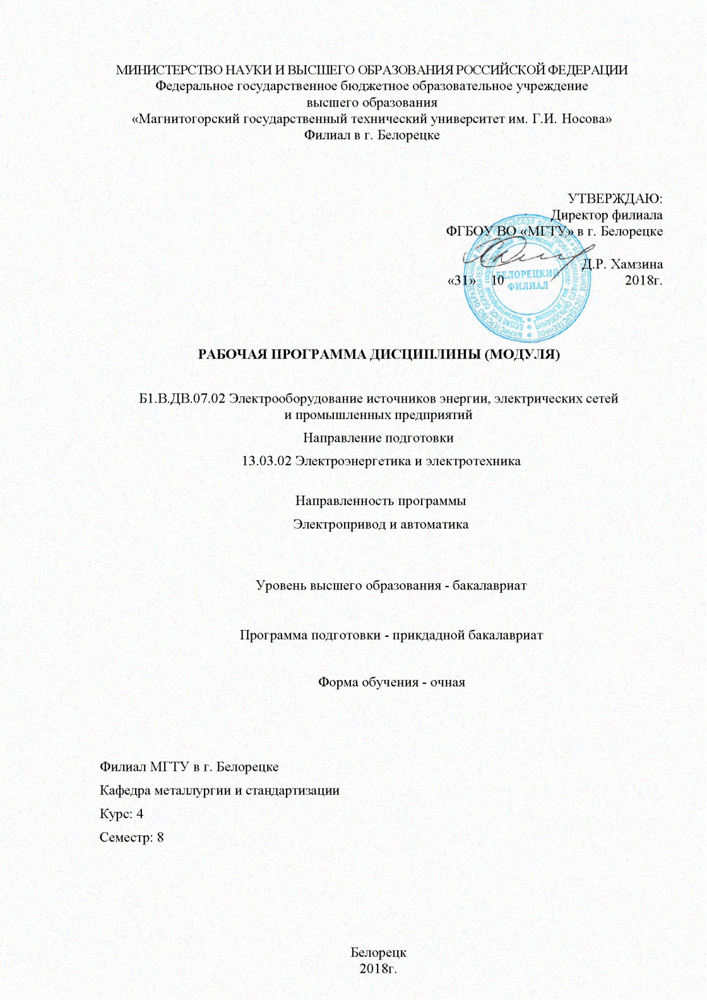 МИНИСТЕРСТВО НАУКИ И ВЫСШЕГО ОБРАЗОВАНИЯ РОССИЙСКОЙ ФЕДЕРАЦИИ
Федеральное государственное бюджетное образовательное учреждение
высшего образования
«Магнитогорский государственный технический университет им. Г.И. Носова»
Филиал в г. Белорецке
УТВЕРЖДАЮ:
Директор филиала
ФГБОУ ВО «МГТУ» в г. Белорецке
Д.Р. Хамзина
«31» 10 2018г.
БЕЛОРЕЦКИЙ
ФИЛИАЛ
РАБОЧАЯ ПРОГРАММА ДИСЦИПЛИНЫ (МОДУЛЯ)
Б1.В.ДВ.07.02 Электрооборудование источников энергии, электрических сетей
и промышленных предприятий
Направление подготовки
13.03.02 Электроэнергетика и электротехника
Направленность программы
Электропривод и автоматика
Уровень высшего образования - бакалавриат
Программа подготовки - прикдадной бакалавриат
Форма обучения - очная
Филиал МГТУ в г. Белорецке
Кафедра металлургии и стандартизации
Курс: 4
Семестр: 8
Белорецк
2018г.